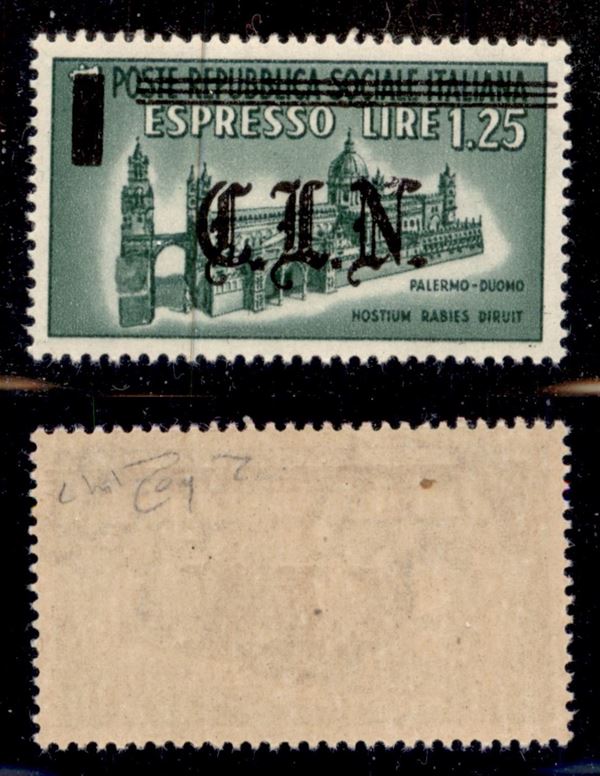 POSTE REPUBBLICA SOCIALE ITALIANA
ESPRESSO LIRE 1.25
C.L.N.
PALERMO-DUOMO
HOSTIUM RABIES DIRUIT